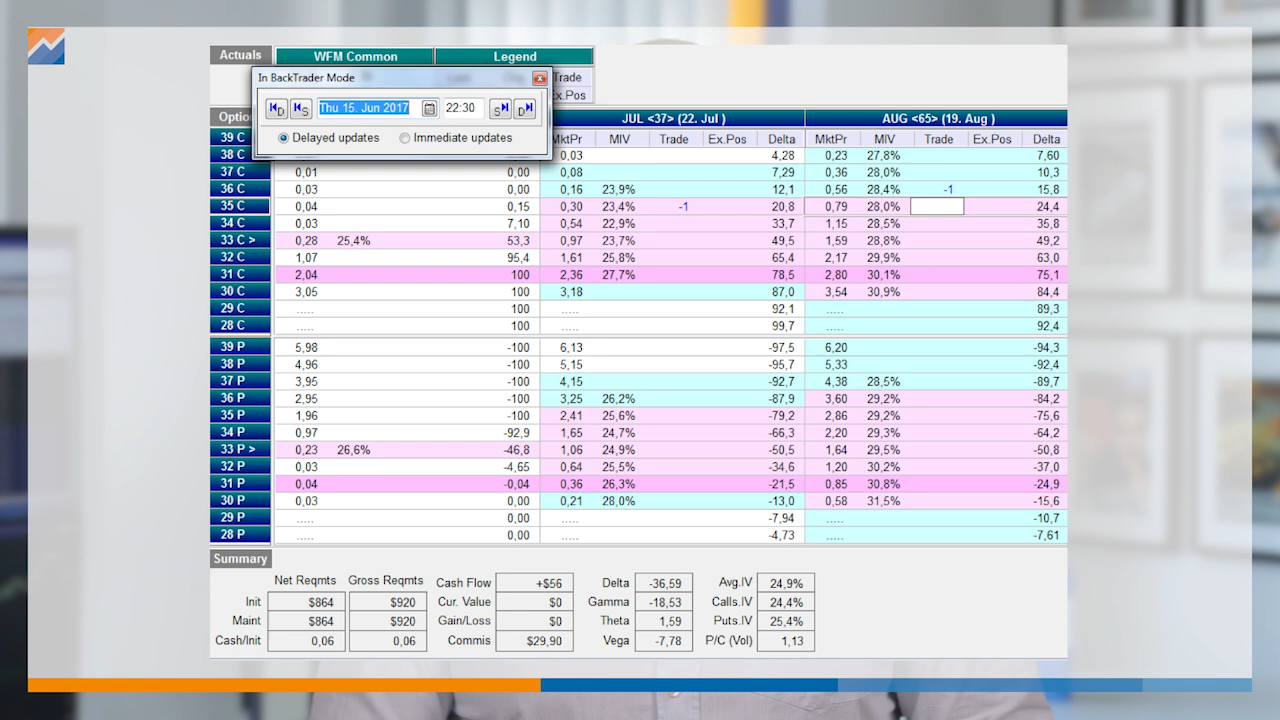 Actuals WFM Common Legend
In BackTrader Mode Trade
Ex.Pos
Thu 15. Jun 2017 22:30
Delayed updates Immediate updates
JUL <37> (22. Jul ) AUG <65> (19. Aug )
39 C MktPr MIV Trade Ex.Pos Delta MktPr MIV Trade Ex.Pos Delta
38 C 0,03 4,28 0,23 27,8% 7,60
37 C 0,01 0,00 0,08 7,29 0,36 28,0% 10,3
36 C 0,03 0,00 0,16 23,9% 12,1 0,56 28,4% -1 15,8
35 C 0,04 0,15 0,30 23,4% -1 20,8 0,79 28,0% 24,4
34 C 0,03 7,10 0,54 22,9% 33,7 1,15 28,5% 35,8
33 C > 0,28 25,4% 53,3 0,97 23,7% 49,5 1,59 28,8% 49,2
32 C 1,07 95,4 1,61 25,8% 65,4 2,17 29,9% 63,0
31 C 2,04 100 2,36 27,7% 78,5 2,80 30,1% 75,1
30 C 3,05 100 3,18 87,0 3,54 30,9% 84,4
29 C ..... 100 ..... 92,1 ..... 89,3
28 C ..... 100 ..... 99,7 ..... 92,4
39 P 5,98 -100 6,13 -97,5 6,20 -94,3
38 P 4,96 -100 5,15 -95,7 5,33 -92,4
37 P 3,95 -100 4,15 -92,7 4,38 28,5% -89,7
36 P 2,95 -100 3,25 26,2% -87,9 3,60 29,2% -84,2
35 P 1,96 -100 2,41 25,6% -79,2 2,86 29,2% -75,6
34 P 0,97 -92,9 1,65 24,7% -66,3 2,20 29,3% -64,2
33 P > 0,23 26,6% -46,8 1,06 24,9% -50,5 1,64 29,5% -50,8
32 P 0,03 -4,65 0,64 25,5% -34,6 1,20 30,2% -37,0
31 P 0,04 -0,04 0,36 26,3% -21,5 0,85 30,8% -24,9
30 P 0,03 0,00 0,21 28,0% -13,0 0,58 31,5% -15,6
29 P ..... 0,00 ..... -7,94 ..... -10,7
28 P ..... 0,00 ..... -4,73 ..... -7,61
Summary
Net Reqmts Gross Reqmts Cash Flow +$56 Delta -36,59 Avg.IV 24,9%
Init $864 $920 Cur. Value $0 Gamma -18,53 Calls.IV 24,4%
Maint $864 $920 Gain/Loss $0 Theta 1,59 Puts.IV 25,4%
Cash/Init 0,06 0,06 Commis $29,90 Vega -7,78 P/C (Vol) 1,13